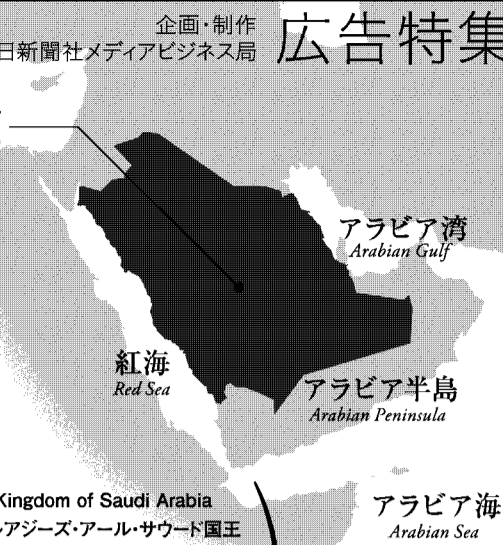 企画・制作
日新聞社メディアビジネス局
広告特集
アラビア湾
Arabian Gulf
紅海
Red Sea
アラビア半島
Arabian Peninsula
Kingdom of Saudi Arabia
アジーズ・アール・サウード国王
アラビア海
Arabian Sea